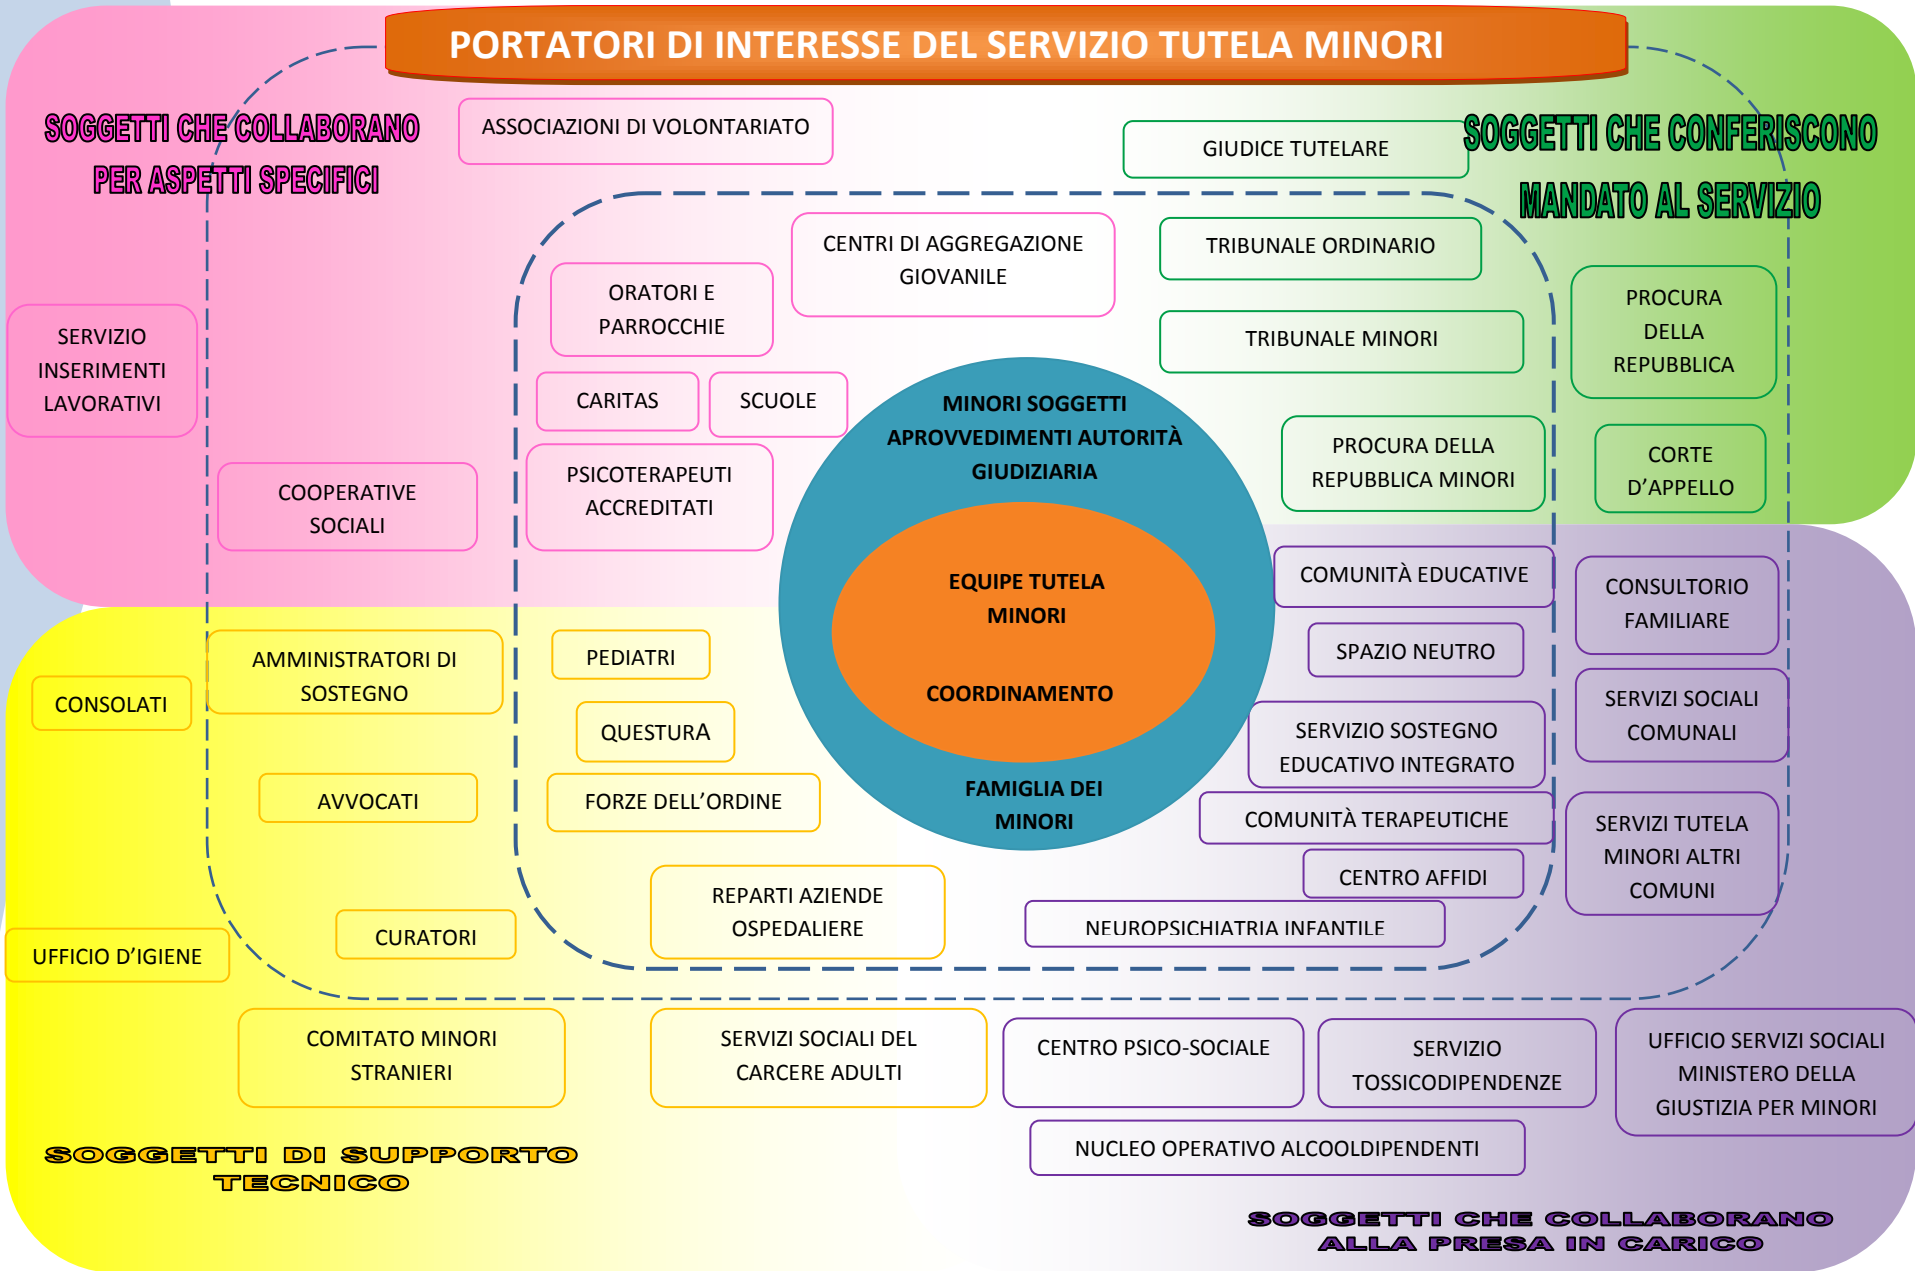 PORTATORI DI INTERESSE DEL SERVIZIO TUTELA MINORI
SOGGETTI CHE COLLABORANO
PER ASPETTI SPECIFICI
ASSOCIAZIONI DI VOLONTARIATO
CENTRI DI AGGREGAZIONE
GIOVANILE
ORATORI E
PARROCCHIE
SERVIZIO
INSERIMENTI
LAVORATIVI
CARITAS
SCUOLE
COOPERATIVE
SOCIALI
PSICOTERAPEUTI
ACCREDITATI
SOGGETTI CHE CONFERISCONO
MANDATO AL SERVIZIO
GIUDICE TUTELARE
TRIBUNALE ORDINARIO
TRIBUNALE MINORI
PROCURA
DELLA
REPUBBLICA
PROCURA DELLA
REPUBBLICA MINORI
CORTE
D’APPELLO
MINORI SOGGETTI
APROVVEDIMENTI AUTORITÀ
GIUDIZIARIA
EQUIPE TUTELA
MINORI
COORDINAMENTO
FAMIGLIA DEI
MINORI
AMMINISTRATORI DI
SOSTEGNO
PEDIATRI
CONSOLATI
QUESTURA
AVVOCATI
FORZE DELL’ORDINE
REPARTI AZIENDE
OSPEDALIERE
CURATORI
UFFICIO D’IGIENE
COMITATO MINORI
STRANIERI
SERVIZI SOCIALI DEL
CARCERE ADULTI
SOGGETTI DI SUPPORTO
TECNICO
COMUNITÀ EDUCATIVE
CONSULTORIO
FAMILIARE
SPAZIO NEUTRO
SERVIZI SOCIALI
COMUNALI
SERVIZIO SOSTEGNO
EDUCATIVO INTEGRATO
COMUNITÀ TERAPEUTICHE
SERVIZI TUTELA
MINORI ALTRI
COMUNI
CENTRO AFFIDI
NEUROPSICHIATRIA INFANTILE
CENTRO PSICO-SOCIALE
SERVIZIO
TOSSICODIPENDENZE
UFFICIO SERVIZI SOCIALI
MINISTERO DELLA
GIUSTIZIA PER MINORI
NUCLEO OPERATIVO ALCOOLDIPENDENTI
SOGGETTI CHE COLLABORANO
ALLA PRESA IN CARICO